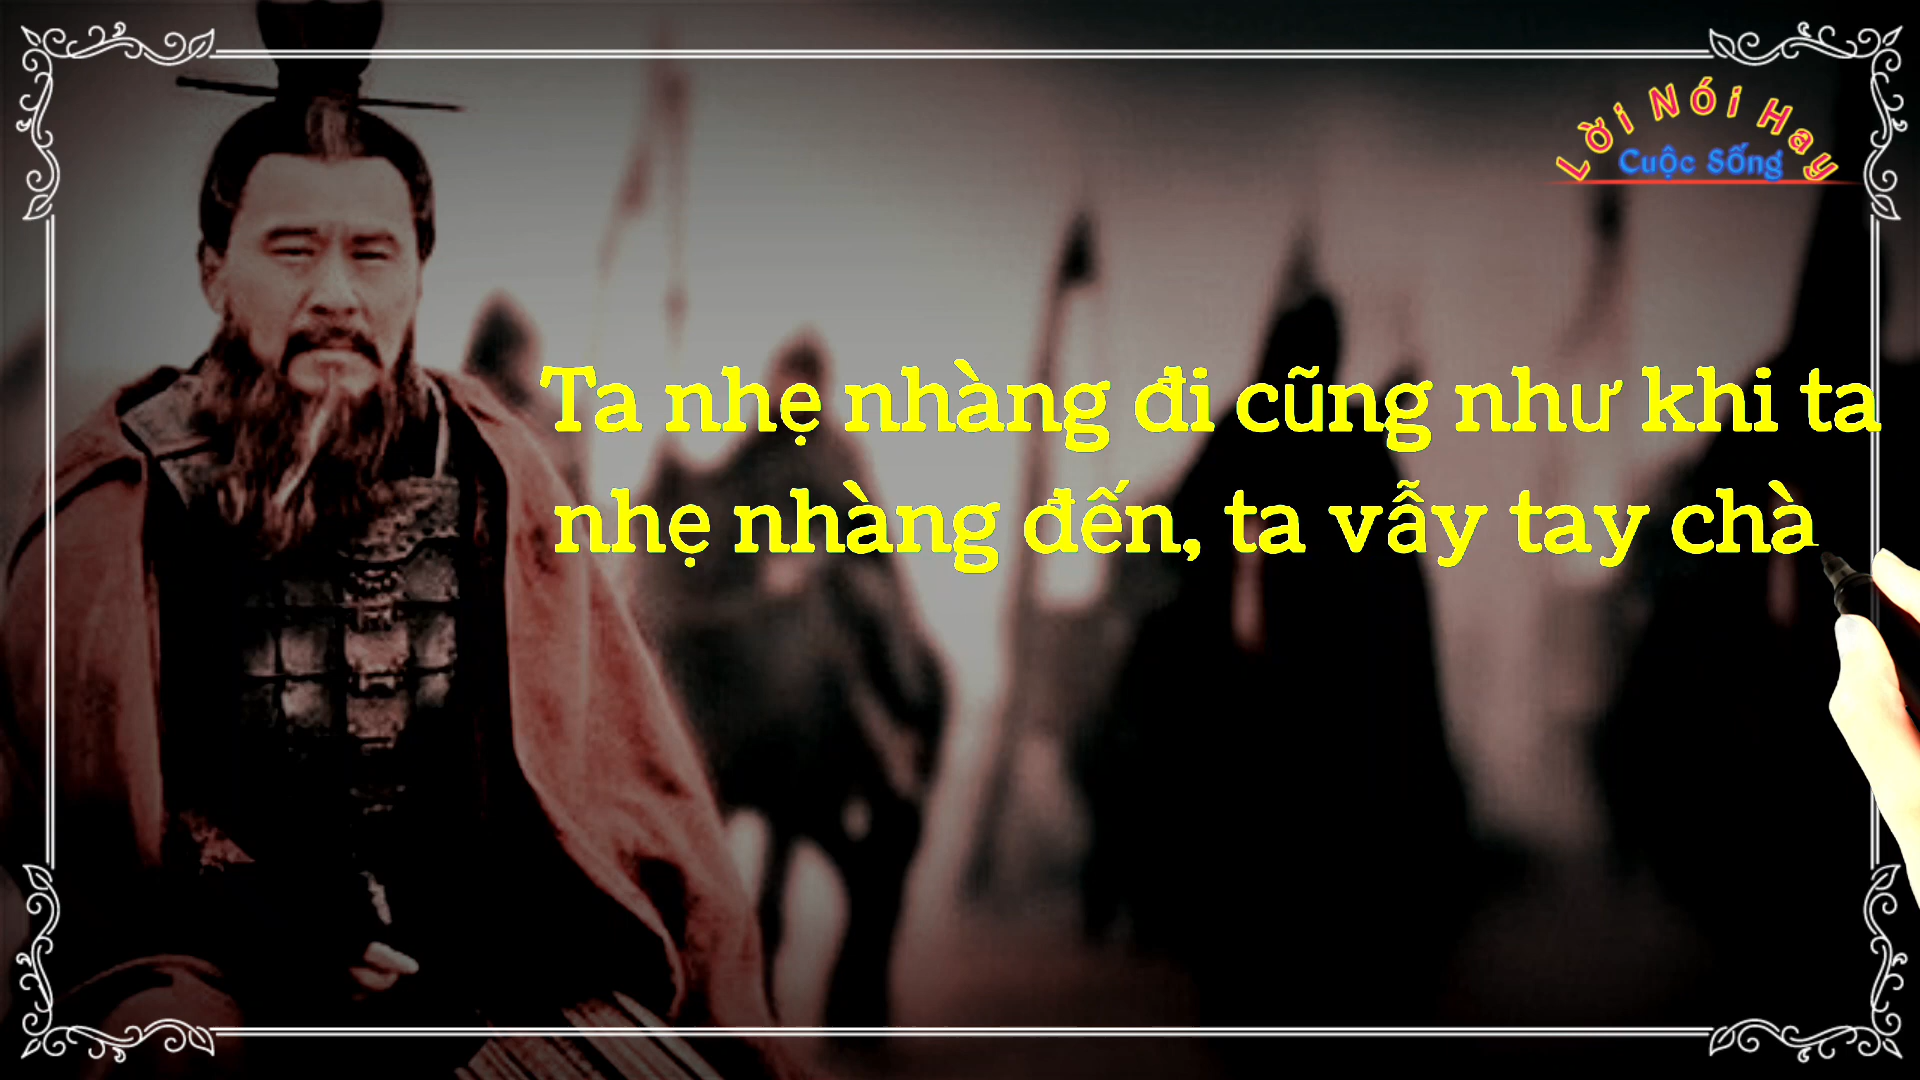 Lời Nói Hay
Cuộc Sống
Ta nhẹ nhàng đi cũng như khi ta
nhẹ nhàng đến, ta vẫy tay chà